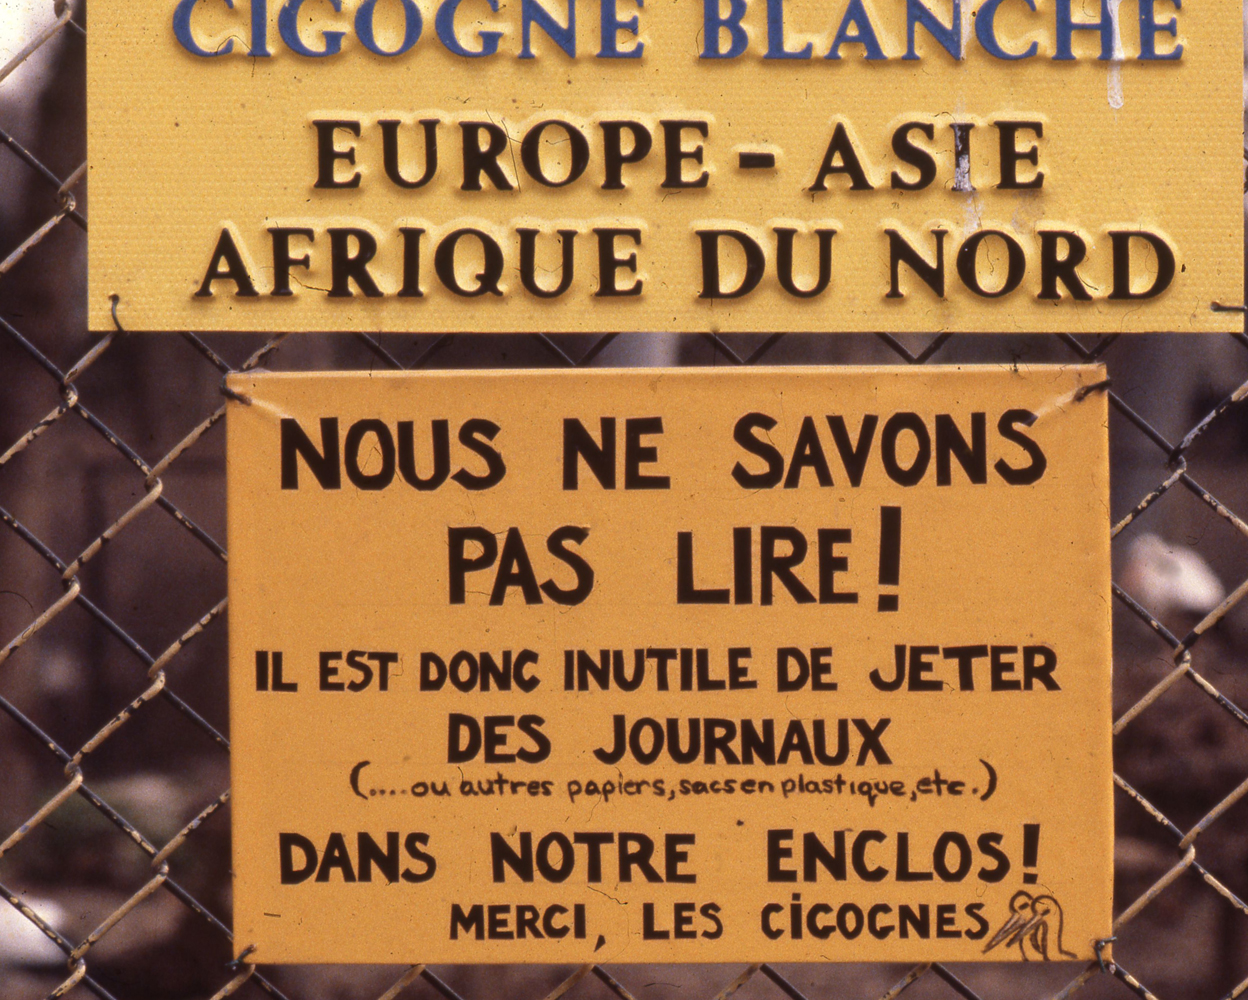 CIGOGNE BLANCHE
EUROPE - ASIE
AFRIQUE DU NORD
NOUS NE SAVONS
PAS LIRE!
IL EST DONC INUTILE DE JETER
DES JOURNAUX
(....ou autres papiers, sacs en plastique, etc.)
DANS NOTRE ENCLOS!
MERCI, LES CiGOGNES